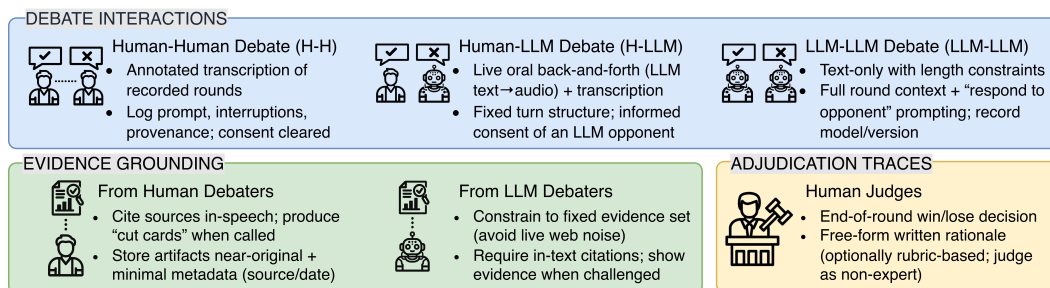 DEBATE INTERACTIONS
Human-Human Debate (H-H)
• Annotated transcription of
recorded rounds
• Log prompt, interruptions,
provenance; consent cleared
Human-LLM Debate (H-LLM)
• Live oral back-and-forth (LLM
text→audio) + transcription
• Fixed turn structure; informed
consent of an LLM opponent
LLM-LLM Debate (LLM-LLM)
• Text-only with length constraints
• Full round context + “respond to
opponent” prompting; record
model/version
EVIDENCE GROUNDING
From Human Debaters
• Cite sources in-speech; produce
“cut cards” when called
• Store artifacts near-original +
minimal metadata (source/date)
From LLM Debaters
• Constrain to fixed evidence set
(avoid live web noise)
• Require in-text citations; show
evidence when challenged
ADJUDICATION TRACES
Human Judges
• End-of-round win/lose decision
• Free-form written rationale
(optionally rubric-based; judge
as non-expert)